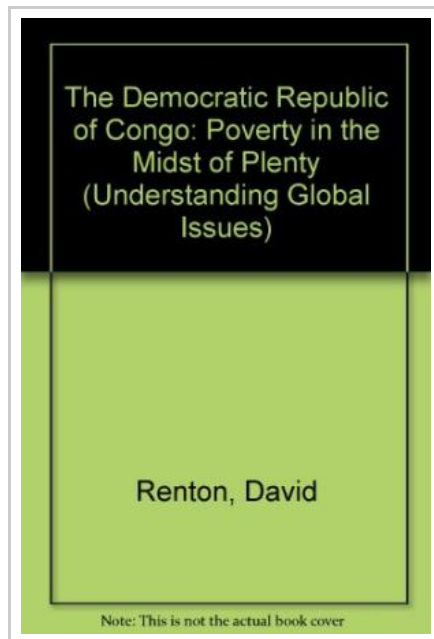 The Democratic Republic
of Congo: Poverty in the
Midst of Plenty
(Understanding Global
Issues)
Renton, David
Note: This is not the actual book cover